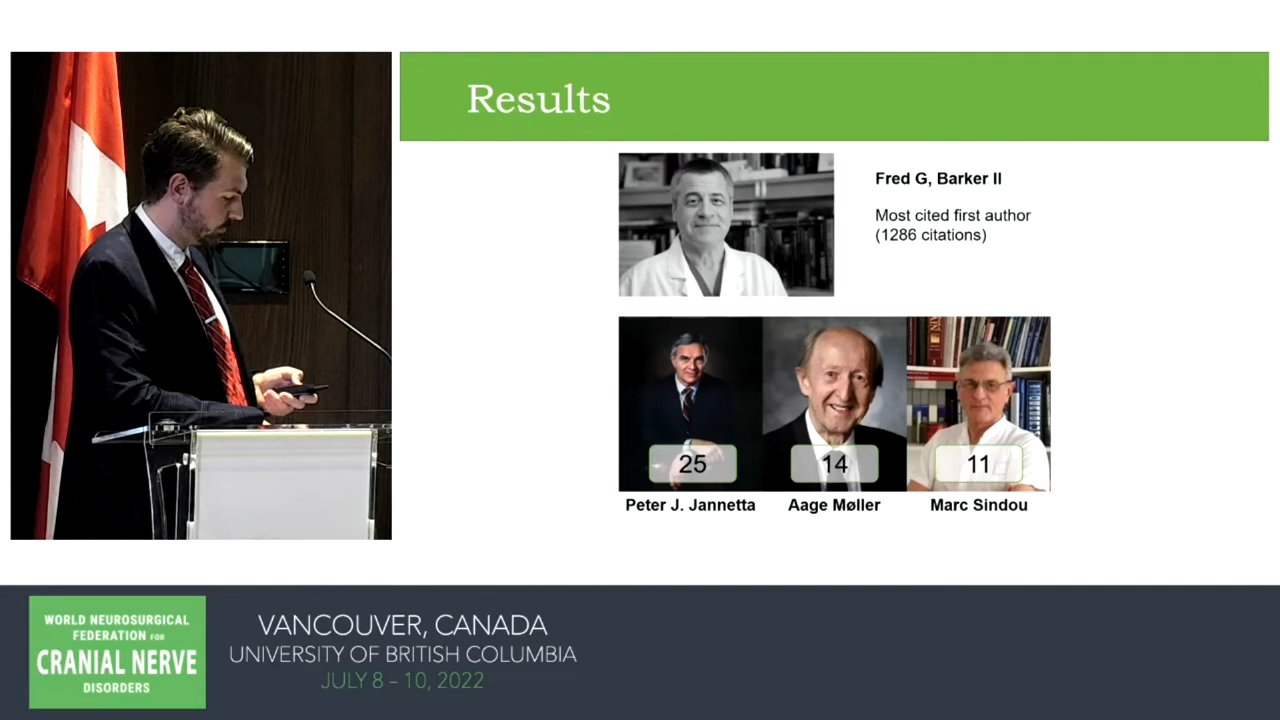 Results
Fred G, Barker II
Most cited first author
(1286 citations)
25
14
11
Peter J. Jannetta
Aage Møller
Marc Sindou
WORLD NEUROSURGICAL
FEDERATION FOR
CRANIAL NERVE
DISORDERS
VANCOUVER, CANADA
UNIVERSITY OF BRITISH COLUMBIA
JULY 8 – 10, 2022